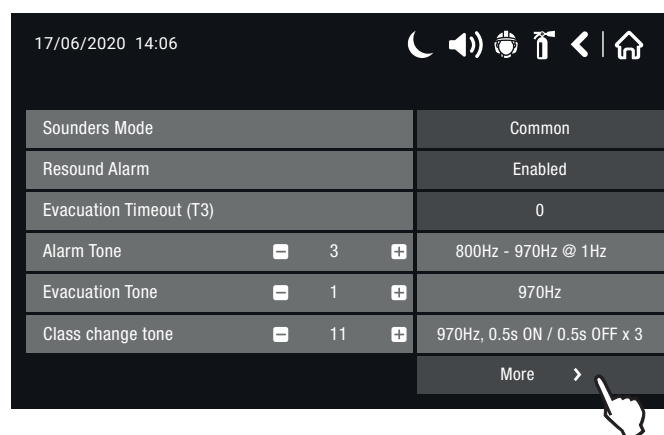 17/06/2020 14:06
Sounders Mode Common
Resound Alarm Enabled
Evacuation Timeout (T3) 0
Alarm Tone 3 800Hz - 970Hz @ 1Hz
Evacuation Tone 1 970Hz
Class change tone 11 970Hz, 0.5s ON / 0.5s OFF x 3
More